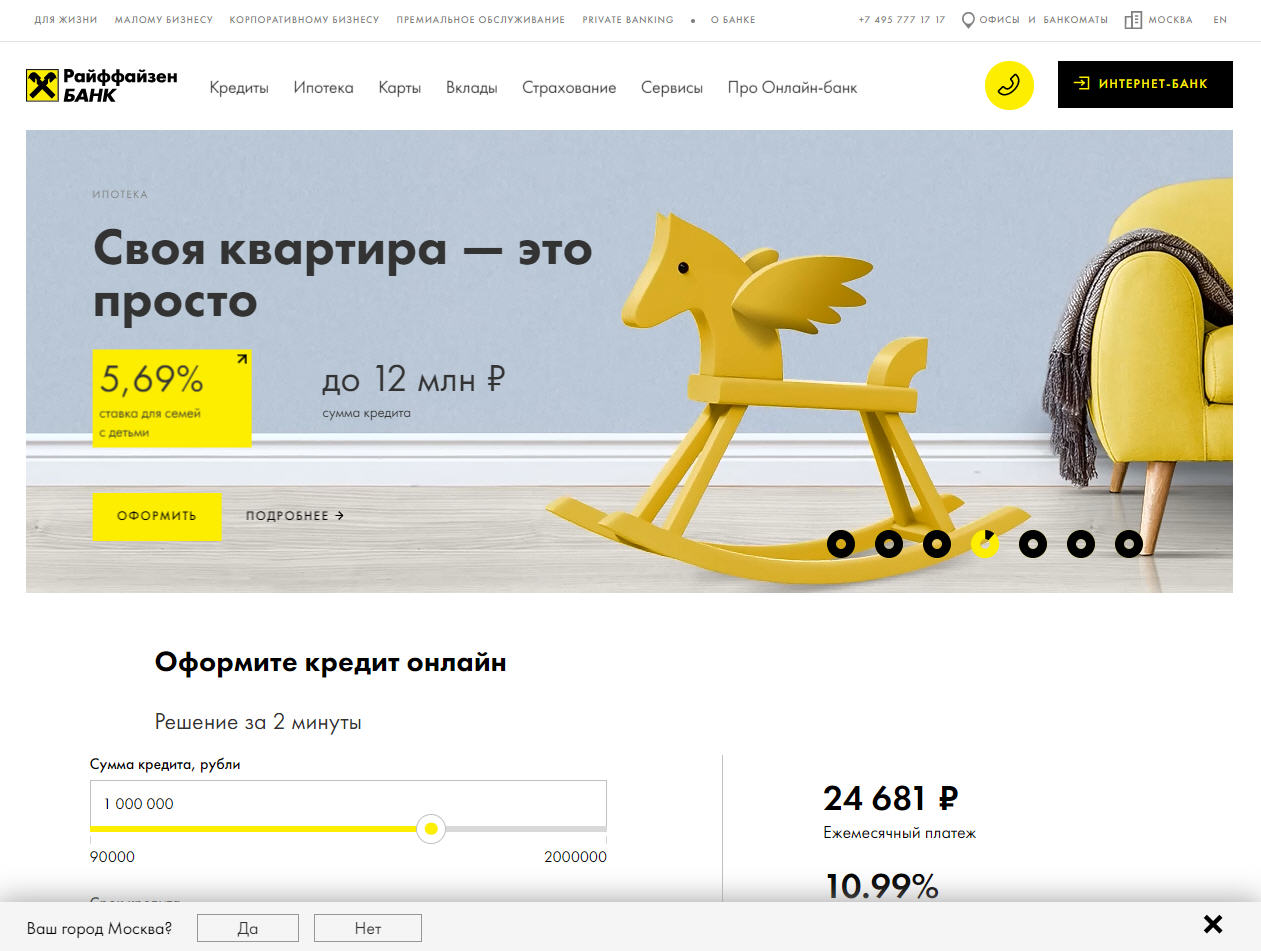 ДЛЯ ЖИЗНИ МАЛОМУ БИЗНЕСУ КОРПОРАТИВНОМУ БИЗНЕСУ ПРЕМИАЛЬНОЕ ОБСЛУЖИВАНИЕ PRIVATE BANKING • О БАНКЕ +7 495 777 17 17 ОФИСЫ И БАНКОМАТЫ МОСКВА EN
Райффайзен
БАНК
Кредиты Ипотека Карты Вклады Страхование Сервисы Про Онлайн-банк ИНТЕРНЕТ-БАНК
ИПОТЕКА
Своя квартира — это
просто
5,69% до 12 млн ₽
ставка для семей сумма кредита
с детьми
ОФОРМИТЬ ПОДРОБНЕЕ →
Оформите кредит онлайн
Решение за 2 минуты
Сумма кредита, рубли
1 000 000
24 681 ₽
Ежемесячный платеж
90000 2000000
10.99%
Ваш город Москва? Да Нет